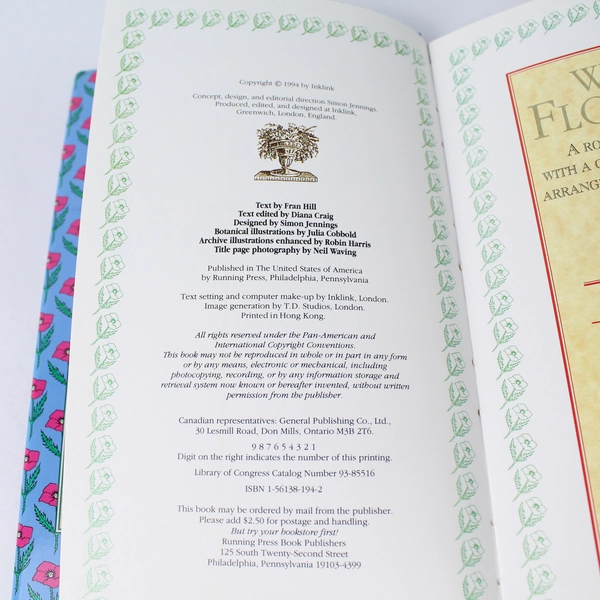 Copyright © 1994 by Inklink
Concept, design, and editorial direction Simon Jennings.
Produced, edited, and designed at Inklink,
Greenwich, London, England.
Text by Fran Hill
Text edited by Diana Craig
Designed by Simon Jennings
Botanical illustrations by Julia Cobbold
Archive illustrations enhanced by Robin Harris
Title page photography by Neil Waving
Published in The United States of America
by Running Press, Philadelphia, Pennsylvania
Text setting and computer make-up by Inklink, London.
Image generation by T.D. Studios, London.
Printed in Hong Kong.
All rights reserved under the Pan-American and
International Copyright Conventions.
This book may not be reproduced in whole or in part in any form
or by any means, electronic or mechanical, including
photocopying, recording, or by any information storage and
retrieval system now known or hereafter invented, without written
permission from the publisher.
Canadian representatives: General Publishing Co., Ltd.,
30 Lesmill Road, Don Mills, Ontario M3B 2T6.
9 8 7 6 5 4 3 2 1
Digit on the right indicates the number of this printing.
Library of Congress Catalog Number 93-85516
ISBN 1-56138-194-2
This book may be ordered by mail from the publisher.
Please add $2.50 for postage and handling.
But try your bookstore first!
Running Press Book Publishers
125 South Twenty-Second Street
Philadelphia, Pennsylvania 19103-4399
A RO
WITH A